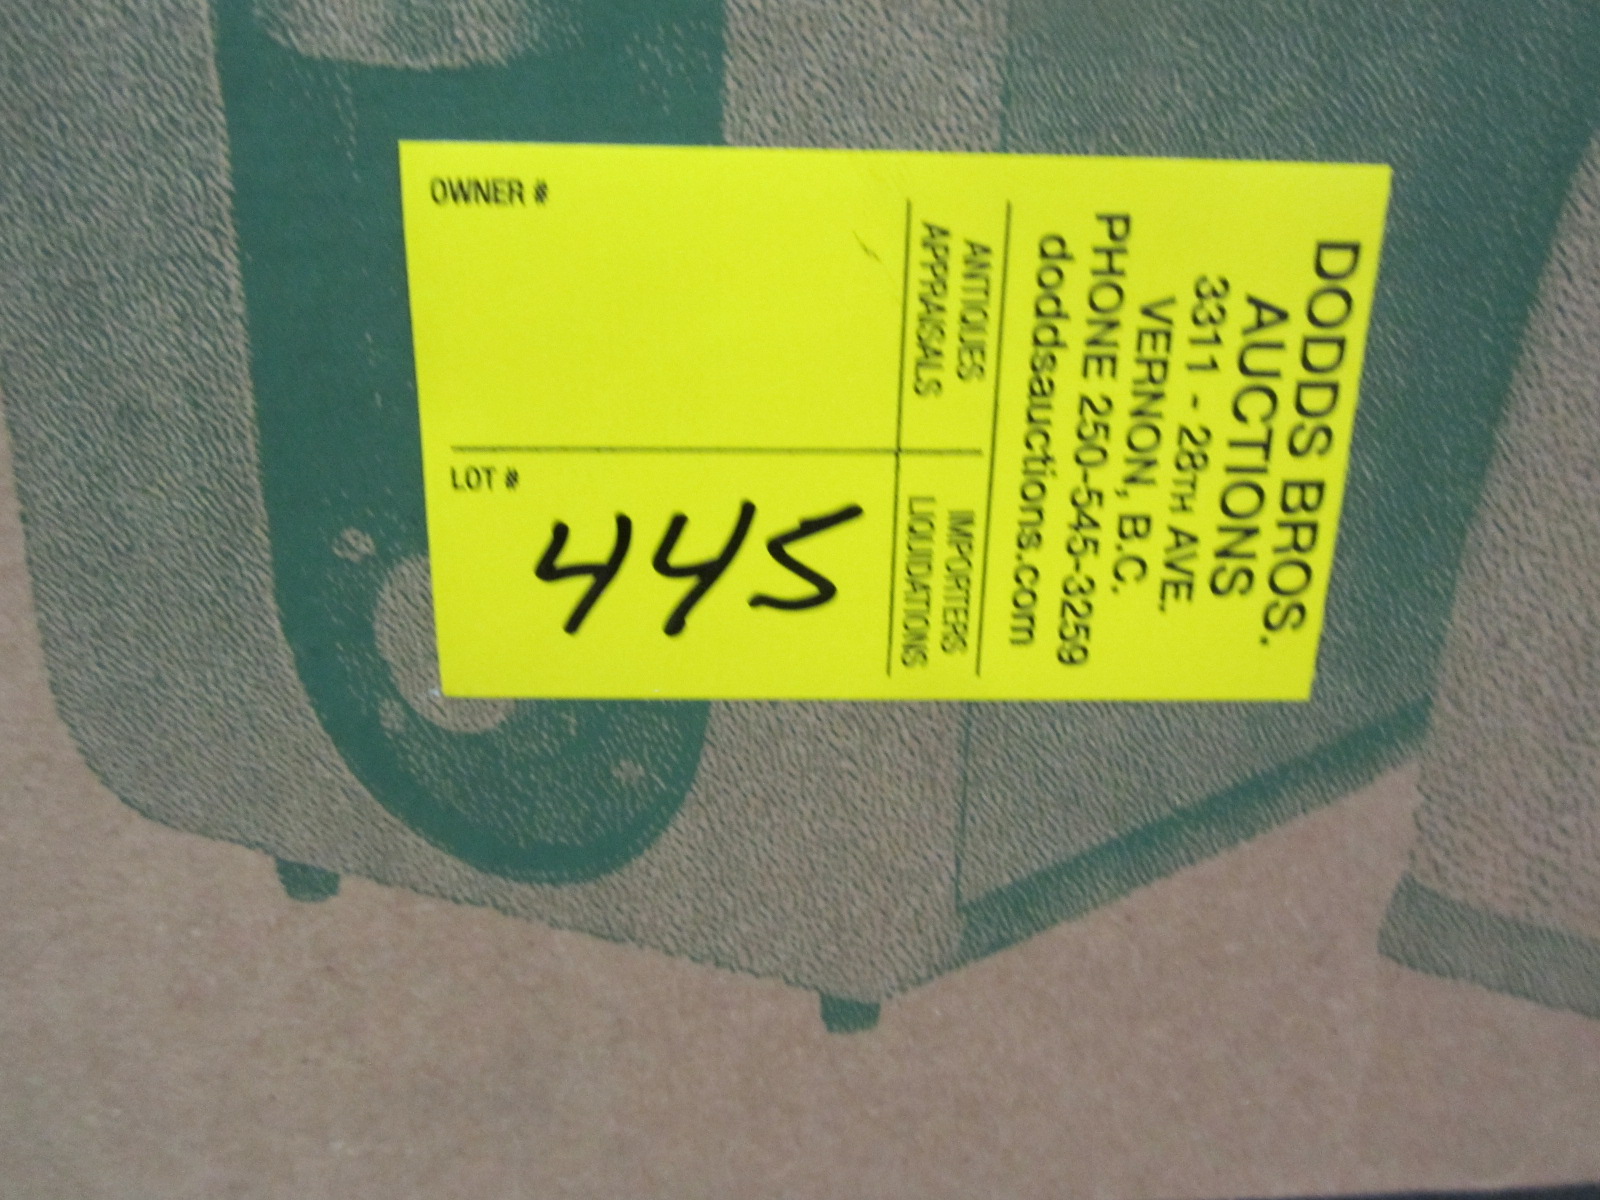 DODDS BROS.
AUCTIONS
3311 - 28TH AVE.
VERNON, B.C.
PHONE 250-545-3259
doddsauctions.com
ANTIQUES
APPRAISALS
IMPORTERS
LIQUIDATIONS
OWNER #
LOT #
445